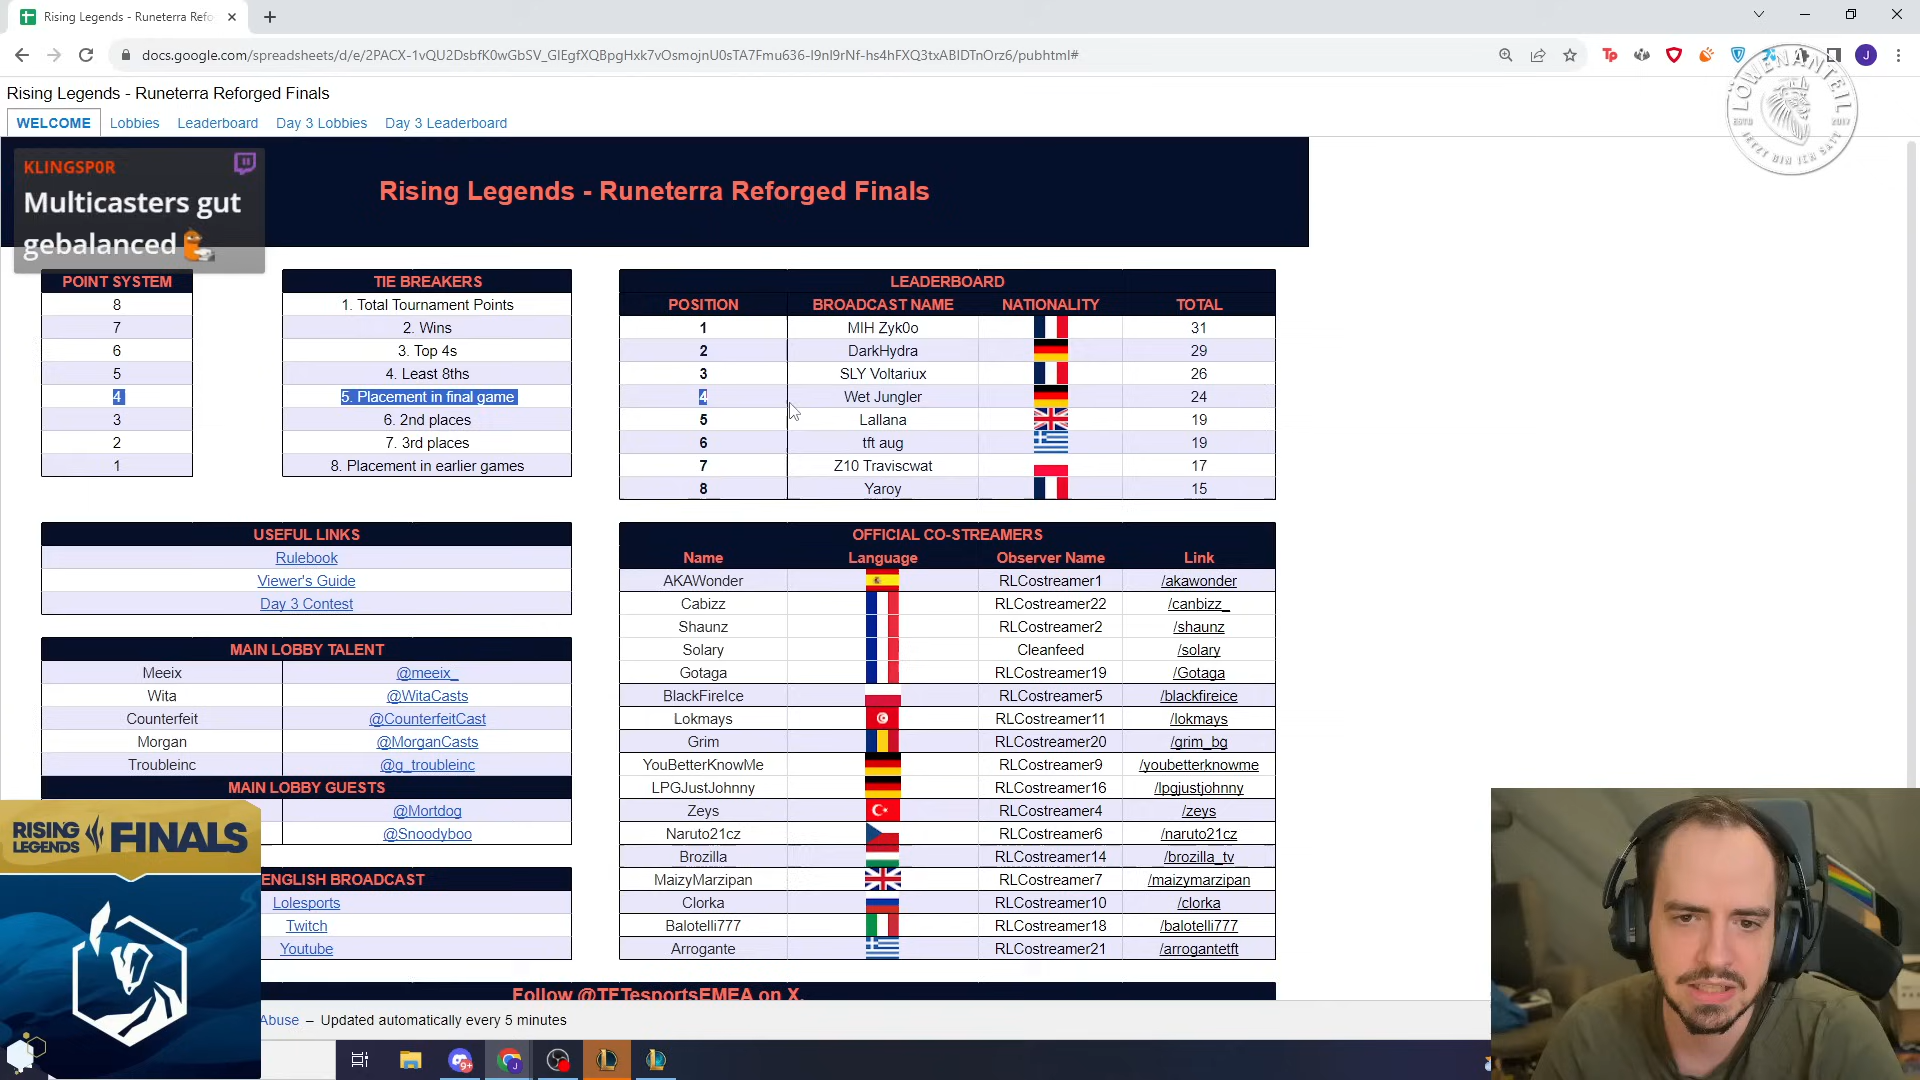 Rising Legends - Runeterra Refo
docs.google.com/spreadsheets/d/e/2PACX-1vQU2DsbfK0wGbSV_GlEgfXQBpgHxk7vOsmojnU0sTA7Fmu636-l9nl9rNf-hs4hFXQ3txABIDTnOrz6/pubhtml#
Tp
J
Rising Legends - Runeterra Reforged Finals
WELCOME Lobbies Leaderboard Day 3 Lobbies Day 3 Leaderboard
LÖWENANTEIL
ESTD 2017
JETZT BIN ICH SATT
KLINGSP0R
Multicasters gut
gebalanced
Rising Legends - Runeterra Reforged Finals
POINT SYSTEM
8
7
6
5
4
3
2
1
TIE BREAKERS
1. Total Tournament Points
2. Wins
3. Top 4s
4. Least 8ths
5. Placement in final game
6. 2nd places
7. 3rd places
8. Placement in earlier games
LEADERBOARD
POSITION BROADCAST NAME NATIONALITY TOTAL
1 MIH Zyk0o 31
2 DarkHydra 29
3 SLY Voltariux 26
4 Wet Jungler 24
5 Lallana 19
6 tft aug 19
7 Z10 Traviscwat 17
8 Yaroy 15
USEFUL LINKS
Rulebook
Viewer's Guide
Day 3 Contest
MAIN LOBBY TALENT
Meeix @meeix_
Wita @WitaCasts
Counterfeit @CounterfeitCast
Morgan @MorganCasts
Troubleinc @g_troubleinc
MAIN LOBBY GUESTS
@Mortdog
@Snoodyboo
ENGLISH BROADCAST
Lolesports
Twitch
Youtube
OFFICIAL CO-STREAMERS
Name Language Observer Name Link
AKAWonder RLCostreamer1 /akawonder
Cabizz RLCostreamer22 /canbizz_
Shaunz RLCostreamer2 /shaunz
Solary Cleanfeed /solary
Gotaga RLCostreamer19 /Gotaga
BlackFireIce RLCostreamer5 /blackfireice
Lokmays RLCostreamer11 /lokmays
Grim RLCostreamer20 /grim_bg
YouBetterKnowMe RLCostreamer9 /youbetterknowme
LPGJustJohnny RLCostreamer16 /lpgjustjohnny
Zeys RLCostreamer4 /zeys
Naruto21cz RLCostreamer6 /naruto21cz
Brozilla RLCostreamer14 /brozilla_tv
MaizyMarzipan RLCostreamer7 /maizymarzipan
Clorka RLCostreamer10 /clorka
Balotelli777 RLCostreamer18 /balotelli777
Arrogante RLCostreamer21 /arrogantetft
Follow @TFTesportsEMEA on X.
RISING LEGENDS FINALS
Abuse – Updated automatically every 5 minutes
9+
J